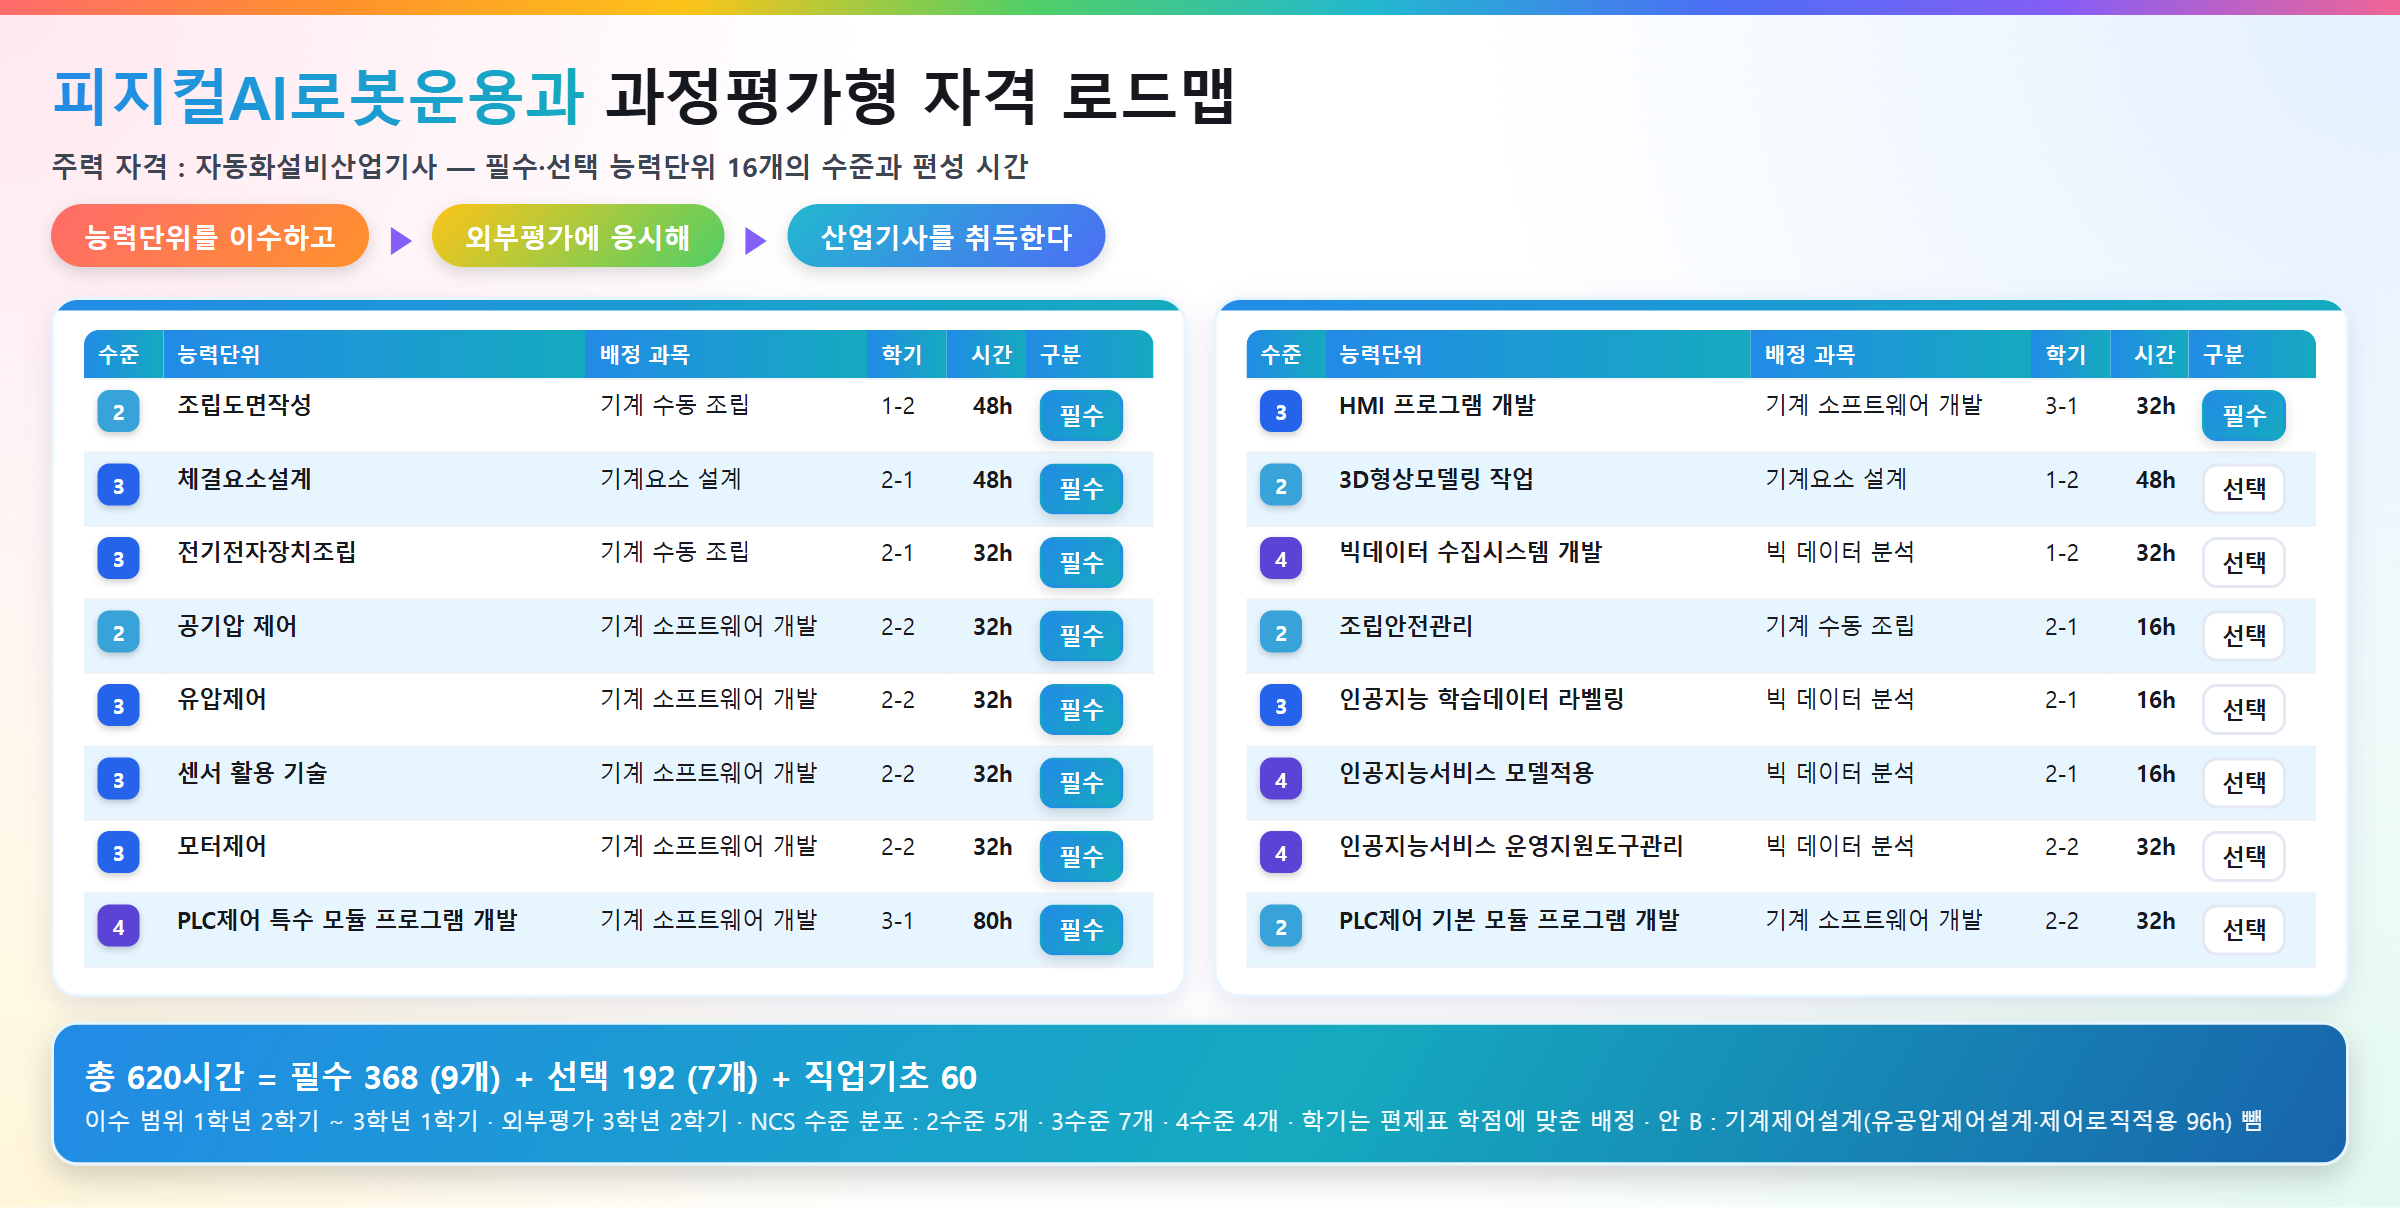 피지컬AI로봇운용과 과정평가형 자격 로드맵
주력 자격 : 자동화설비산업기사 — 필수·선택 능력단위 16개의 수준과 편성 시간
능력단위를 이수하고 ▶ 외부평가에 응시해 ▶ 산업기사를 취득한다
수준 능력단위 배정 과목 학기 시간 구분
2 조립도면작성 기계 수동 조립 1-2 48h 필수
3 체결요소설계 기계요소 설계 2-1 48h 필수
3 전기전자장치조립 기계 수동 조립 2-1 32h 필수
2 공기압 제어 기계 소프트웨어 개발 2-2 32h 필수
3 유압제어 기계 소프트웨어 개발 2-2 32h 필수
3 센서 활용 기술 기계 소프트웨어 개발 2-2 32h 필수
3 모터제어 기계 소프트웨어 개발 2-2 32h 필수
4 PLC제어 특수 모듈 프로그램 개발 기계 소프트웨어 개발 3-1 80h 필수
수준 능력단위 배정 과목 학기 시간 구분
3 HMI 프로그램 개발 기계 소프트웨어 개발 3-1 32h 필수
2 3D형상모델링 작업 기계요소 설계 1-2 48h 선택
4 빅데이터 수집시스템 개발 빅 데이터 분석 1-2 32h 선택
2 조립안전관리 기계 수동 조립 2-1 16h 선택
3 인공지능 학습데이터 라벨링 빅 데이터 분석 2-1 16h 선택
4 인공지능서비스 모델적용 빅 데이터 분석 2-1 16h 선택
4 인공지능서비스 운영지원도구관리 빅 데이터 분석 2-2 32h 선택
2 PLC제어 기본 모듈 프로그램 개발 기계 소프트웨어 개발 2-2 32h 선택
총 620시간 = 필수 368 (9개) + 선택 192 (7개) + 직업기초 60
이수 범위 1학년 2학기 ~ 3학년 1학기 · 외부평가 3학년 2학기 · NCS 수준 분포 : 2수준 5개 · 3수준 7개 · 4수준 4개 · 학기는 편제표 학점에 맞춘 배정 · 안 B : 기계제어설계(유공압제어설계·제어로직적용 96h) 뺌